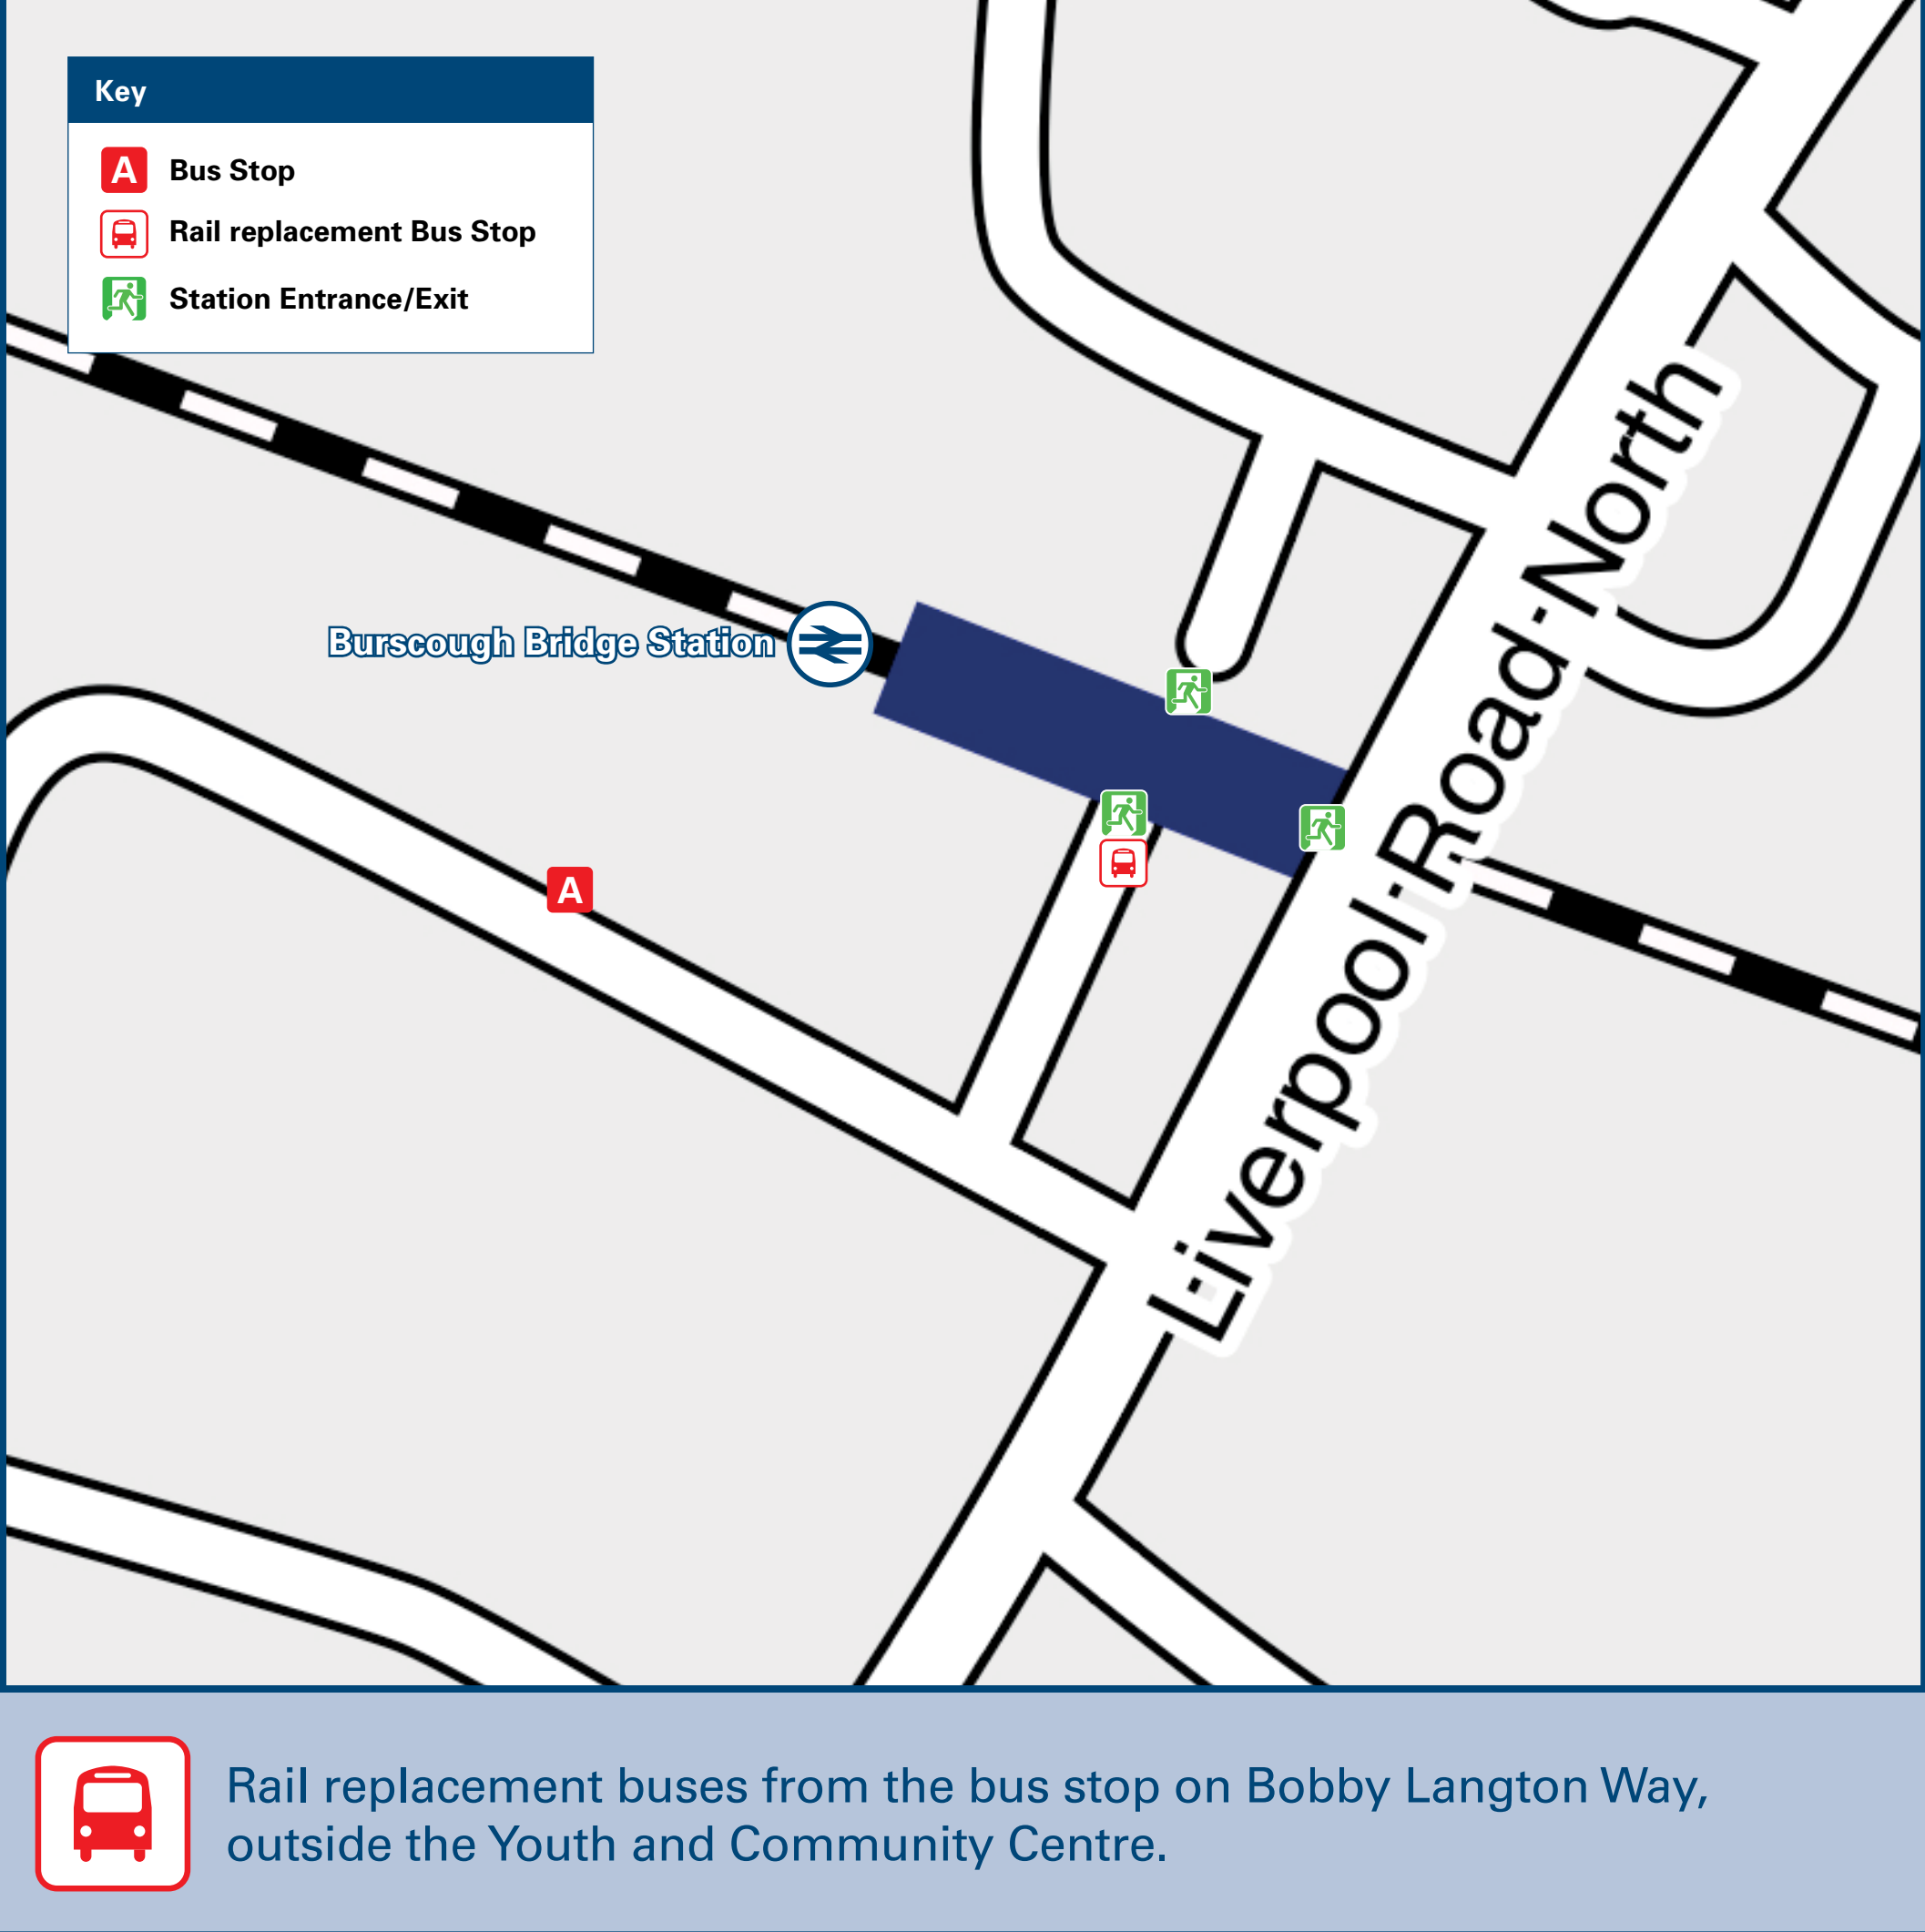 Key
A
Bus Stop
Rail replacement Bus Stop
Station Entrance/Exit
Burscough Bridge Station
Liverpool Road North
A
Rail replacement buses from the bus stop on Bobby Langton Way,
outside the Youth and Community Centre.